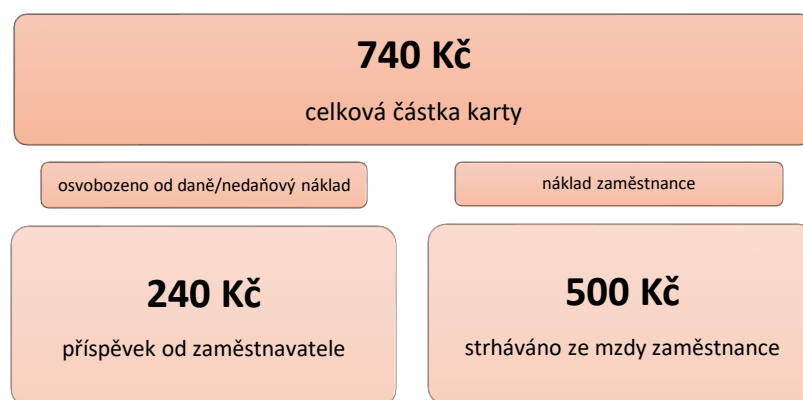 740 Kč
celková částka karty
osvobozeno od daně/nedaňový náklad
náklad zaměstnance
240 Kč
příspěvek od zaměstnavatele
500 Kč
strháváno ze mzdy zaměstnance